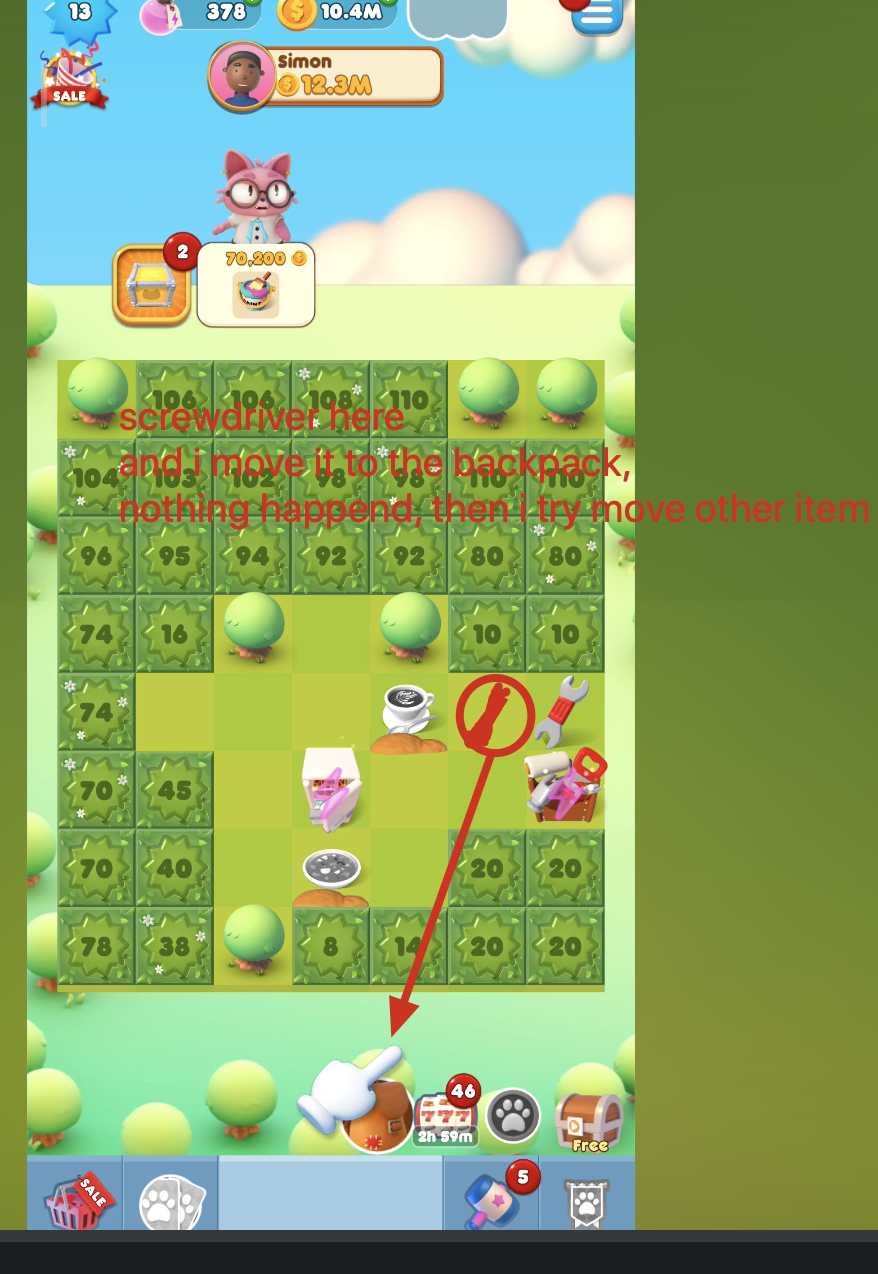 13
378
10.4M
SALE
Simon
12.3M
2
70,200
106 106 108 110
screwdriver here
104 103 102 98 98 110 110
and i move it to the backpack,
nothing happend, then i try move other item
96 95 94 92 92 80 80
74 16 10 10
74
70 45
70 40 20 20
78 38 8 14 20 20
46
777
2h 59m
Free
SALE
5